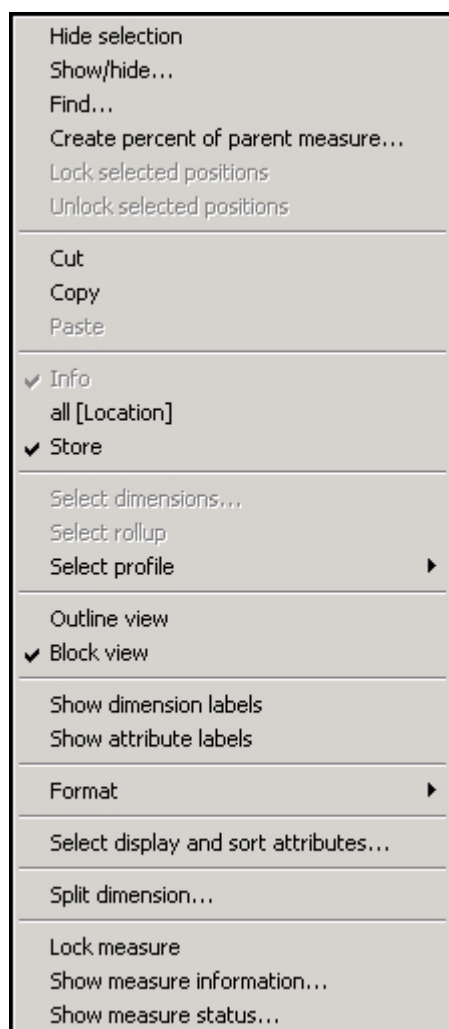 Hide selection
Show/hide...
Find...
Create percent of parent measure...
Lock selected positions
Unlock selected positions
Cut
Copy
Paste
Info
all [Location]
Store
Select dimensions...
Select rollup
Select profile
Outline view
Block view
Show dimension labels
Show attribute labels
Format
Select display and sort attributes...
Split dimension...
Lock measure
Show measure information...
Show measure status...